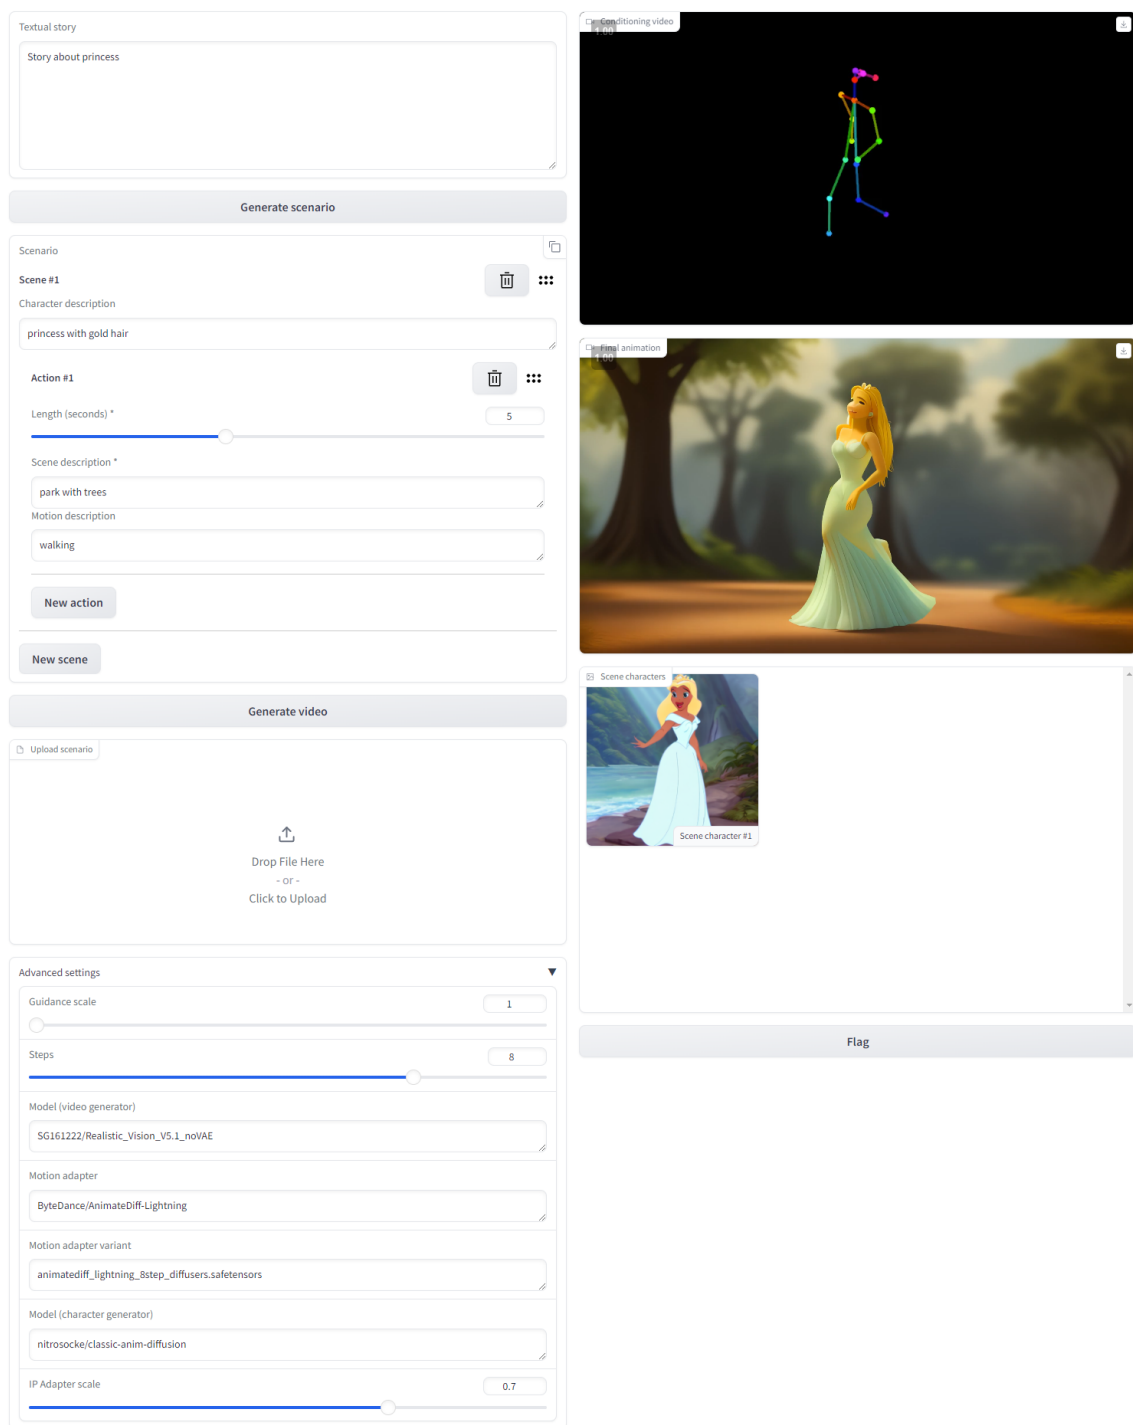 Textual story
Story about princess
Generate scenario
Scenario
Scene #1
Character description
princess with gold hair
Action #1
Length (seconds) *
5
Scene description *
park with trees
Motion description
walking
New action
New scene
Generate video
Upload scenario
Drop File Here
- or -
Click to Upload
Advanced settings
Guidance scale
1
Steps
8
Model (video generator)
SG161222/Realistic_Vision_V5.1_noVAE
Motion adapter
ByteDance/AnimateDiff-Lightning
Motion adapter variant
animatediff_lightning_8step_diffusers.safetensors
Model (character generator)
nitrosocke/classic-anim-diffusion
IP Adapter scale
0.7
Conditioning video
1.00
Final animation
1.00
Scene characters
Scene character #1
Flag